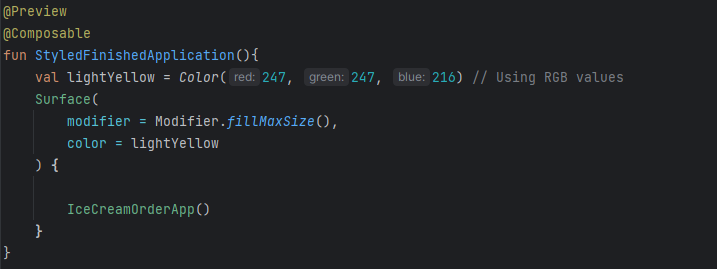 @Preview
@Composable
fun StyledFinishedApplication(){
    val lightYellow = Color( red: 247, green: 247, blue: 216) // Using RGB values
    Surface(
        modifier = Modifier.fillMaxSize(),
        color = lightYellow
    ) {
        IceCreamOrderApp()
    }
}